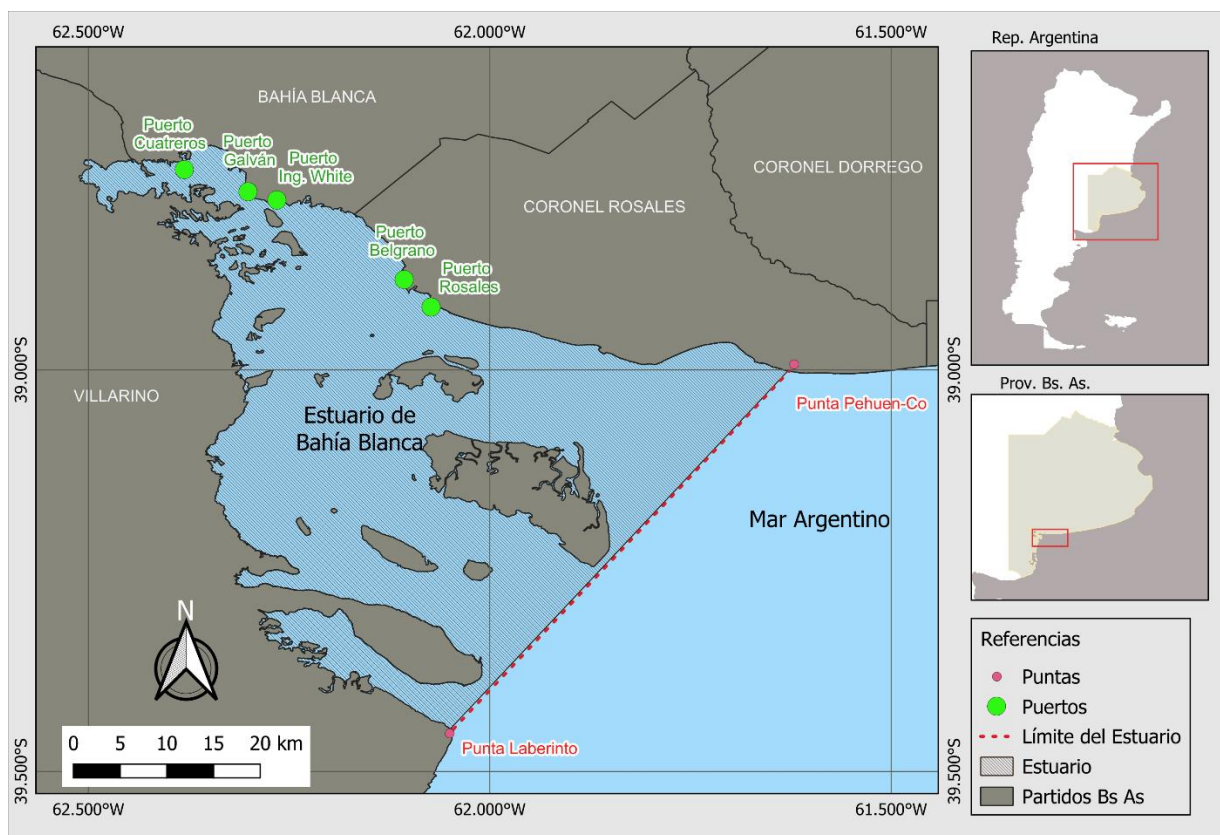 62.500°W
62.000°W
61.500°W
BAHÍA BLANCA
Puerto
Cuatreros
Puerto
Galván
Puerto
Ing. White
CORONEL DORREGO
CORONEL ROSALES
Puerto
Belgrano
Puerto
Rosales
39.000°S
39.000°S
VILLARINO
Punta Pehuen-Co
Estuario de
Bahía Blanca
Mar Argentino
N
Punta Laberinto
0 5 10 15 20 km
39.500°S
39.500°S
62.500°W
62.000°W
61.500°W
Rep. Argentina
Prov. Bs. As.
Referencias
Puntas
Puertos
Límite del Estuario
Estuario
Partidos Bs As